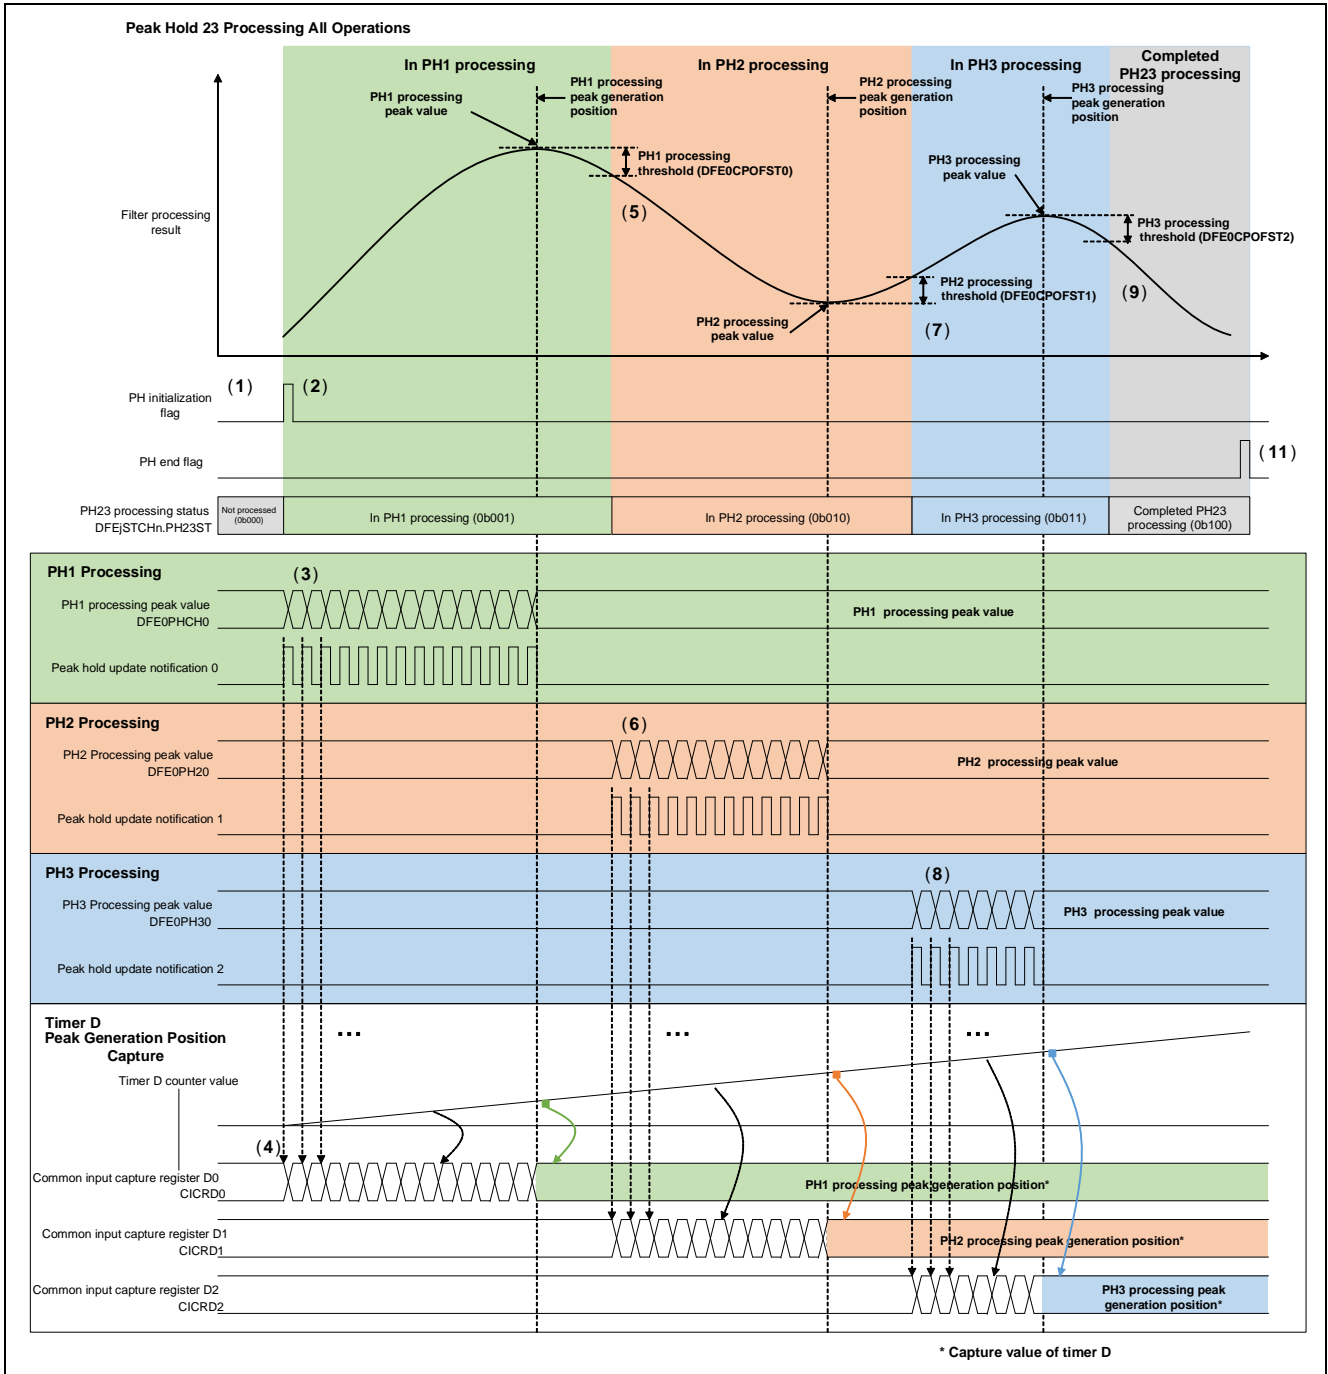 Peak Hold 23 Processing All Operations
In PH1 processing
In PH2 processing
In PH3 processing
Completed
PH23 processing
PH1 processing
peak value
PH1 processing
peak generation
position
PH2 processing
peak generation
position
PH3 processing
peak generation
position
PH1 processing
threshold (DFE0CPOFST0)
PH3 processing
peak value
(5)
Filter processing
result
PH3 processing
threshold (DFE0CPOFST2)
PH2 processing
threshold (DFE0CPOFST1)
(9)
PH2 processing
peak value
(7)
(1)
(2)
PH initialization
flag
PH end flag
(11)
PH23 processing status
DFEjSTCHn.PH23ST
Not processed
(0b000)
In PH1 processing (0b001)
In PH2 processing (0b010)
In PH3 processing (0b011)
Completed PH23
processing (0b100)
PH1 Processing
(3)
PH1 processing peak value
DFE0PHCH0
PH1 processing peak value
Peak hold update notification 0
PH2 Processing
(6)
PH2 Processing peak value
DFE0PH20
PH2 processing peak value
Peak hold update notification 1
PH3 Processing
(8)
PH3 Processing peak value
DFE0PH30
PH3 processing peak value
Peak hold update notification 2
Timer D
Peak Generation Position
Capture
...
...
...
Timer D counter value
(4)
Common input capture register D0
CICRD0
PH1 processing peak generation position*
Common input capture register D1
CICRD1
PH2 processing peak generation position*
Common input capture register D2
CICRD2
PH3 processing peak
generation position*
* Capture value of timer D